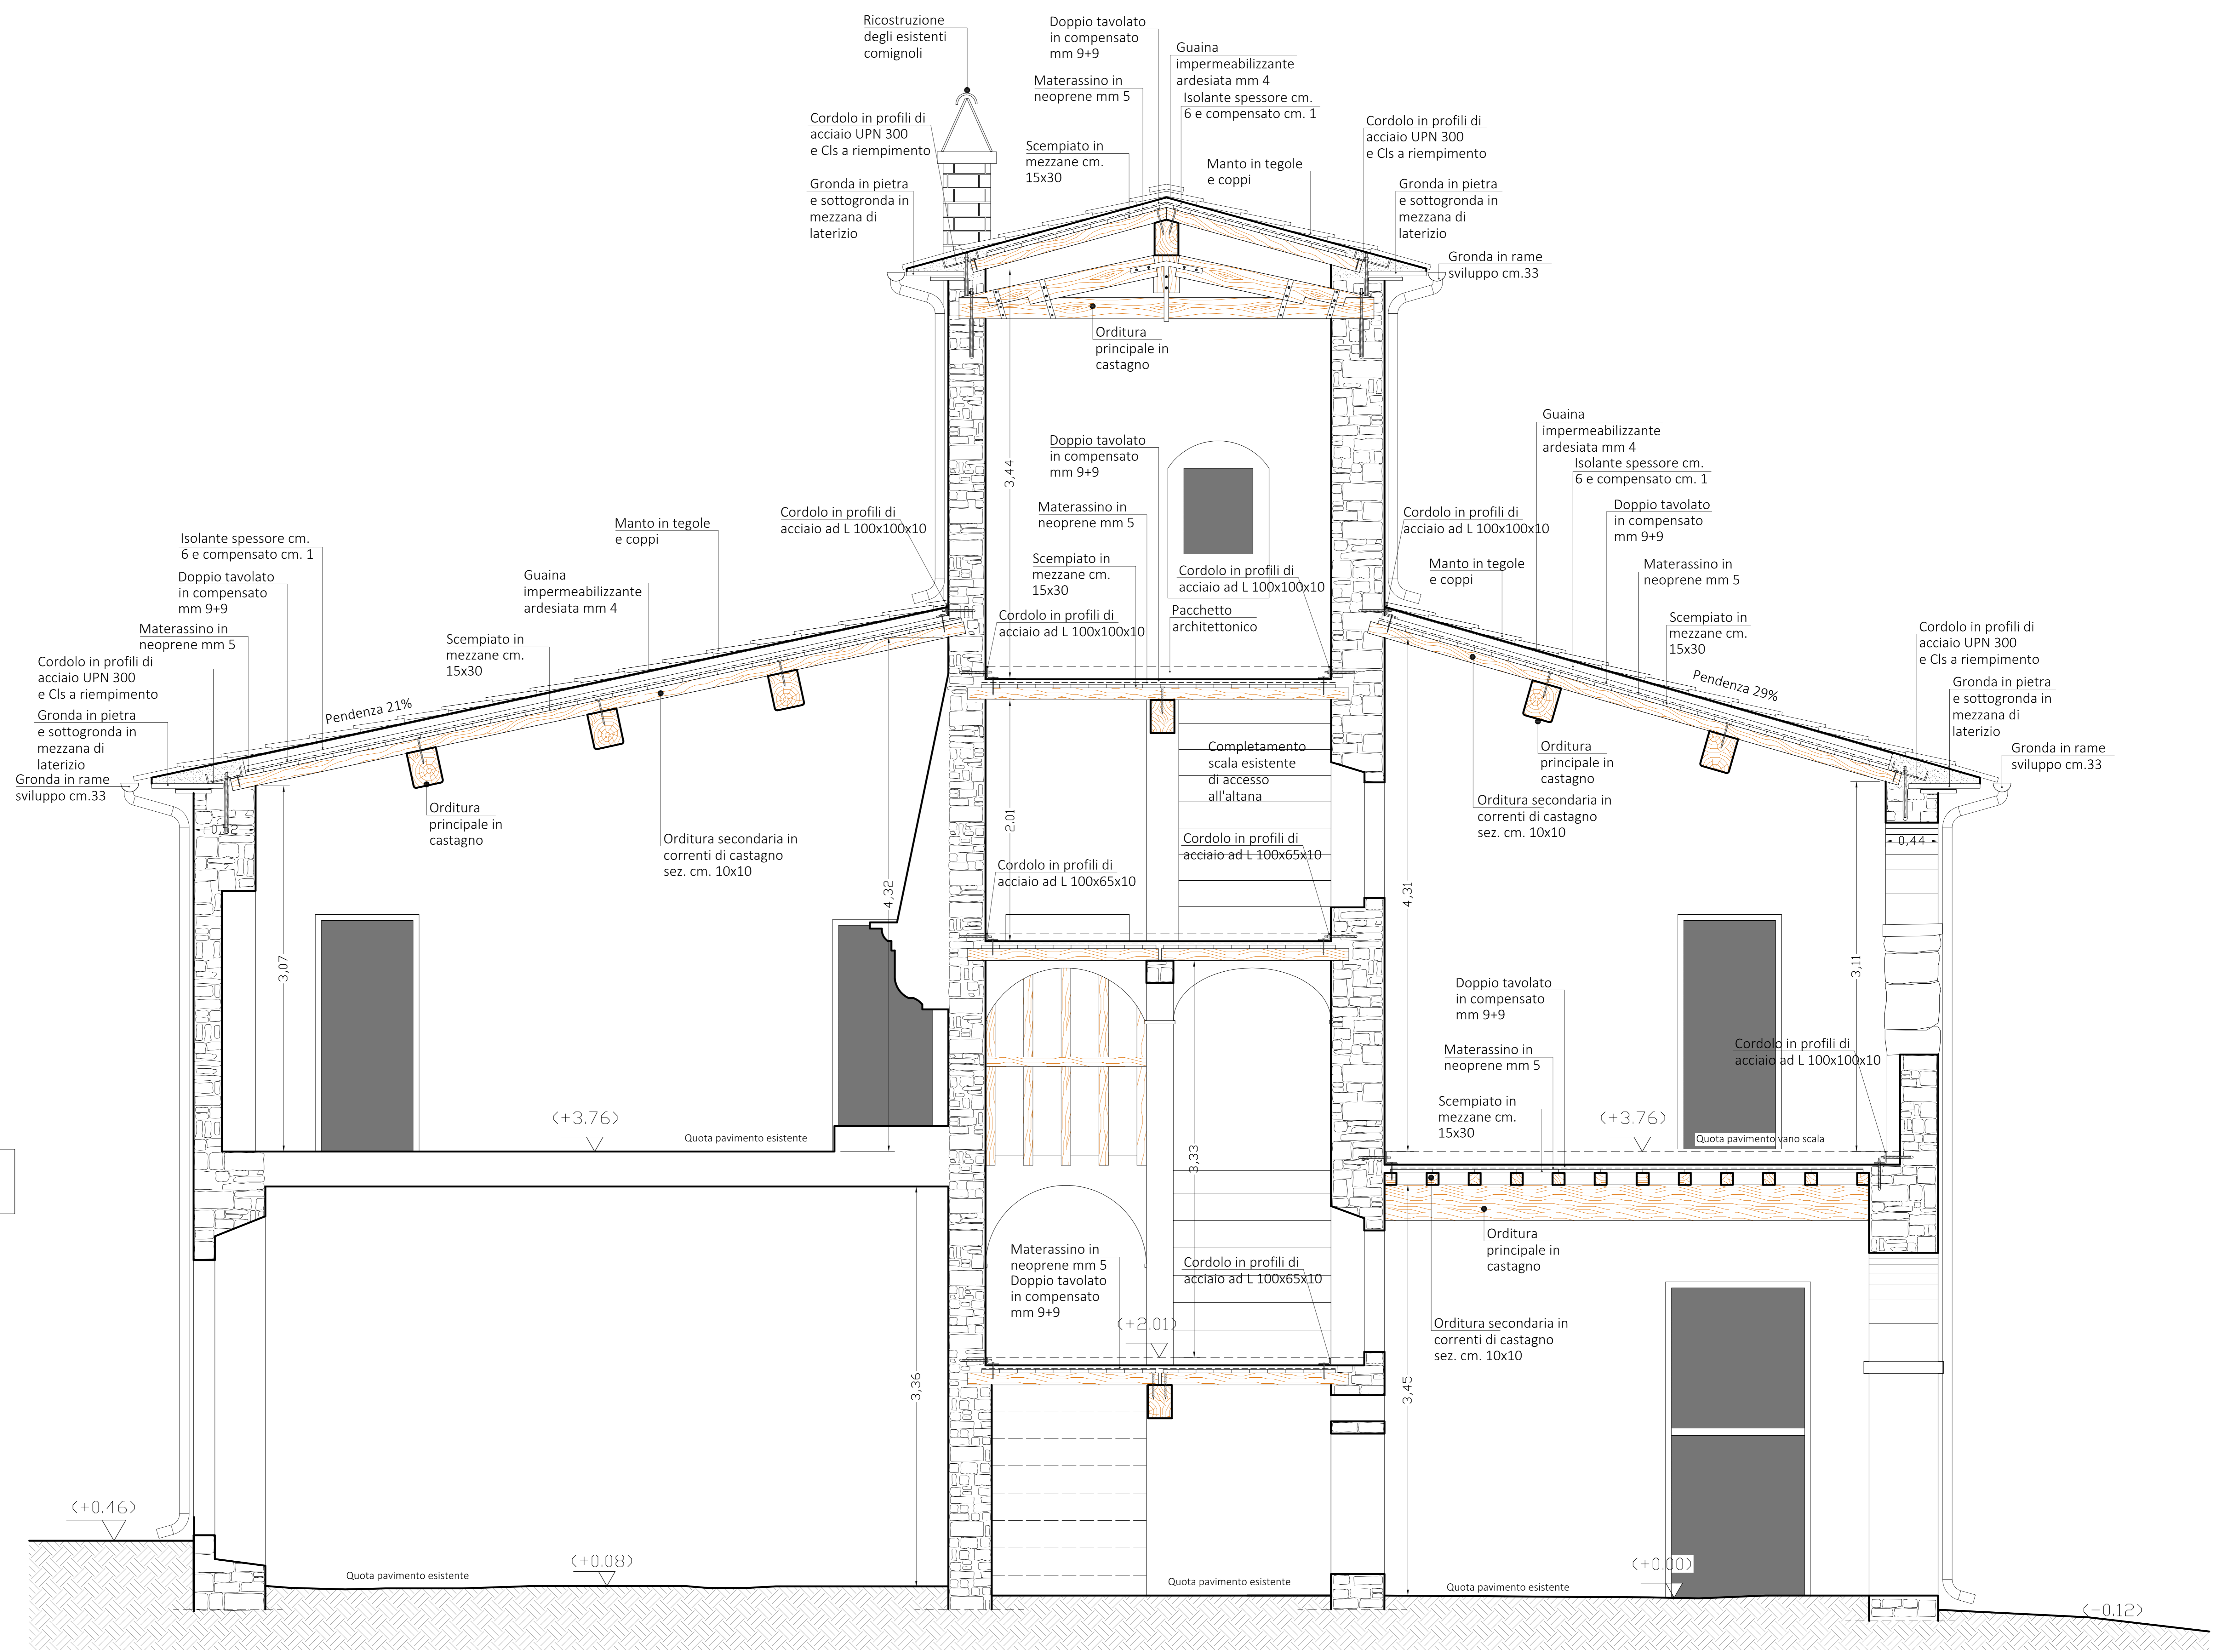 Ricostruzione
degli esistenti
comignoli
Doppio tavolato
in compensato
mm 9+9
Guaina
impermeabilizzante
ardesiata mm 4
Materassino in
neoprene mm 5
Isolante spessore cm.
6 e compensato cm. 1
Cordolo in profili di
acciaio UPN 300
e Cls a riempimento
Cordolo in profili di
acciaio UPN 300
e Cls a riempimento
Scempiato in
mezzane cm.
15x30
Manto in tegole
e coppi
Gronda in pietra
e sottogronda in
mezzana di
laterizio
Gronda in pietra
e sottogronda in
mezzana di
laterizio
Gronda in rame
sviluppo cm.33
Orditura
principale in
castagno
3,44
Doppio tavolato
in compensato
mm 9+9
Materassino in
neoprene mm 5
Scempiato in
mezzane cm.
15x30
Cordolo in profili di
acciaio ad L 100x100x10
Cordolo in profili di
acciaio ad L 100x100x10
Pacchetto
architettonico
Cordolo in profili di
acciaio ad L 100x100x10
Manto in tegole
e coppi
Isolante spessore cm.
6 e compensato cm. 1
Doppio tavolato
in compensato
mm 9+9
Guaina
impermeabilizzante
ardesiata mm 4
Materassino in
neoprene mm 5
Scempiato in
mezzane cm.
15x30
Cordolo in profili di
acciaio UPN 300
e Cls a riempimento
Pendenza 21%
Gronda in pietra
e sottogronda in
mezzana di
laterizio
Gronda in rame
sviluppo cm.33
0,52
Orditura
principale in
castagno
Orditura secondaria in
correnti di castagno
sez. cm. 10x10
Guaina
impermeabilizzante
ardesiata mm 4
Isolante spessore cm.
6 e compensato cm. 1
Doppio tavolato
in compensato
mm 9+9
Cordolo in profili di
acciaio ad L 100x100x10
Manto in tegole
e coppi
Materassino in
neoprene mm 5
Scempiato in
mezzane cm.
15x30
Cordolo in profili di
acciaio UPN 300
e Cls a riempimento
Pendenza 29%
Gronda in pietra
e sottogronda in
mezzana di
laterizio
Gronda in rame
sviluppo cm.33
Orditura
principale in
castagno
Orditura secondaria in
correnti di castagno
sez. cm. 10x10
0,44
Completamento
scala esistente
di accesso
all'altana
2.01
Cordolo in profili di
acciaio ad L 100x65x10
Cordolo in profili di
acciaio ad L 100x65x10
3,07
4,32
4,31
3,11
Doppio tavolato
in compensato
mm 9+9
Materassino in
neoprene mm 5
Scempiato in
mezzane cm.
15x30
Cordolo in profili di
acciaio ad L 100x100x10
(+3.76)
Quota pavimento esistente
(+3.76)
Quota pavimento vano scala
3,33
Materassino in
neoprene mm 5
Doppio tavolato
in compensato
mm 9+9
Cordolo in profili di
acciaio ad L 100x65x10
(+2.01)
Orditura
principale in
castagno
Orditura secondaria in
correnti di castagno
sez. cm. 10x10
3,36
3,45
(+0.46)
(+0.08)
Quota pavimento esistente
Quota pavimento esistente
Quota pavimento esistente
(+0.00)
(-0.12)